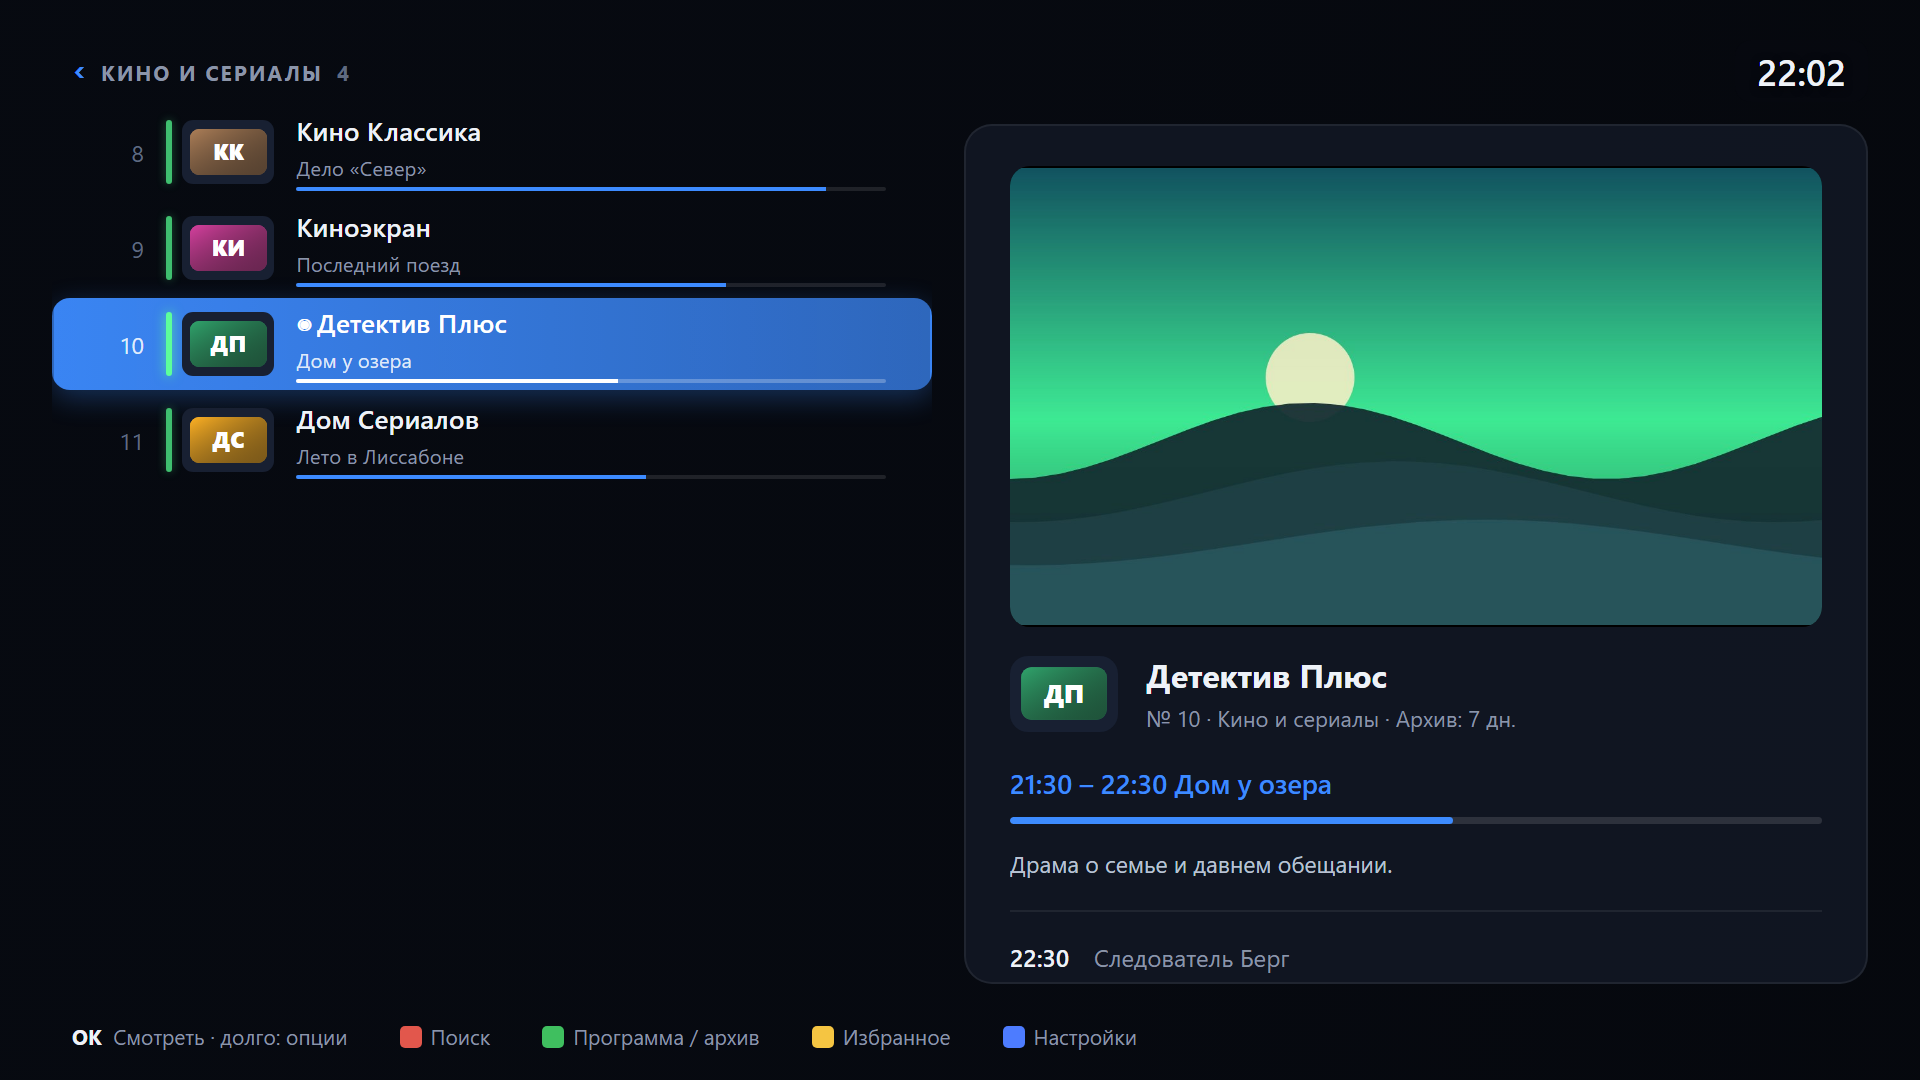 КИНО И СЕРИАЛЫ 4
22:02
8
КК
Кино Классика
Дело «Север»
9
КИ
Киноэкран
Последний поезд
10
ДП
Детектив Плюс
Дом у озера
11
ДС
Дом Сериалов
Лето в Лиссабоне
ДП
Детектив Плюс
№ 10 · Кино и сериалы · Архив: 7 дн.
21:30 – 22:30 Дом у озера
Драма о семье и давнем обещании.
22:30 Следователь Берг
OK Смотреть · долго: опции
Поиск
Программа / архив
Избранное
Настройки